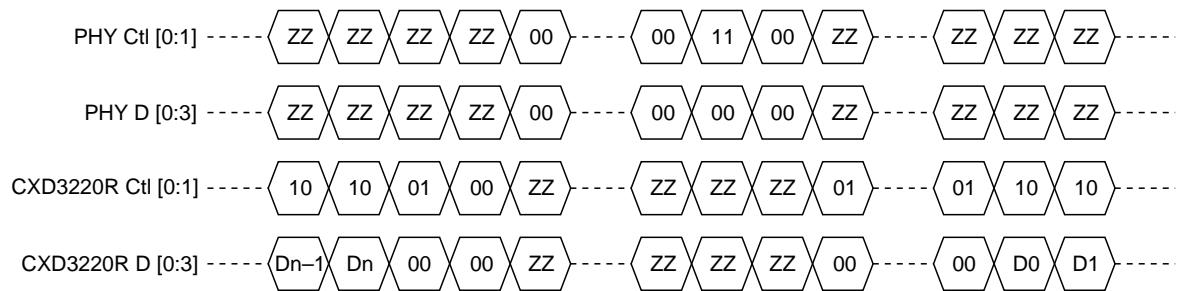 PHY Ctl [0:1] ZZ ZZ ZZ ZZ 00 00 11 00 ZZ ZZ ZZ ZZ
PHY D [0:3] ZZ ZZ ZZ ZZ 00 00 00 00 ZZ ZZ ZZ ZZ
CXD3220R Ctl [0:1] 10 10 01 00 ZZ ZZ ZZ ZZ 01 01 10 10
CXD3220R D [0:3] Dn–1 Dn 00 00 ZZ ZZ ZZ ZZ 00 00 D0 D1